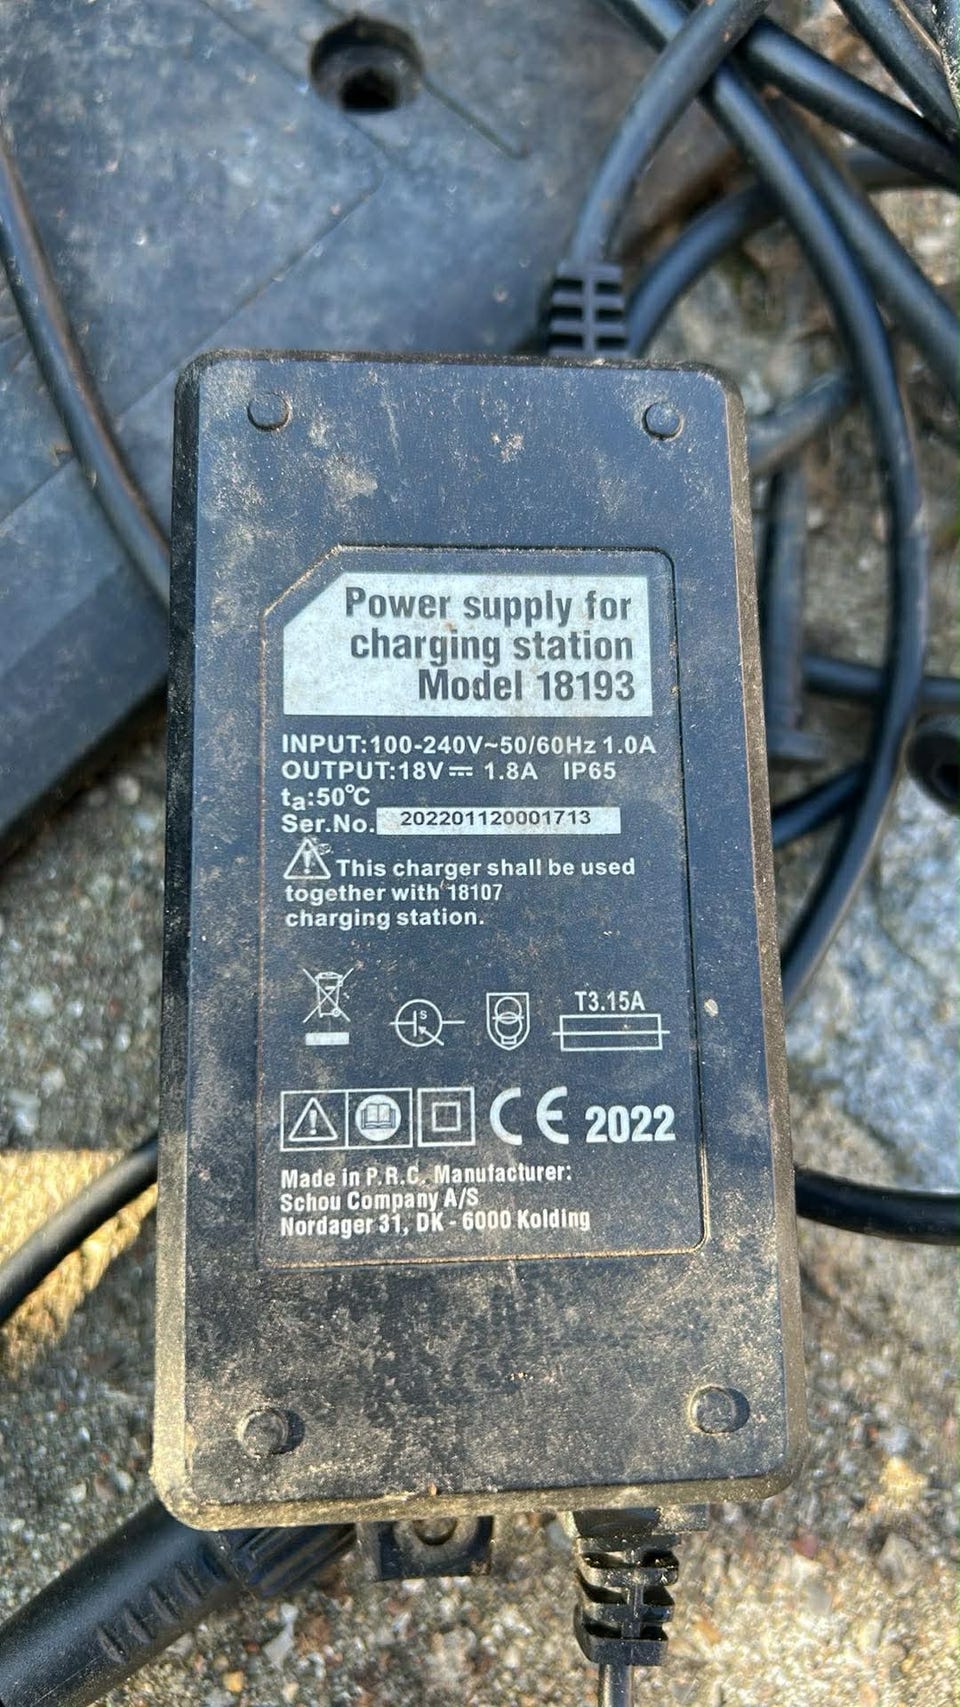 Power supply for
charging station
Model 18193
INPUT:100-240V~50/60Hz 1.0A
OUTPUT:18V⎓ 1.8A IP65
ta:50°C
Ser.No. 202201120001713
This charger shall be used
together with 18107
charging station.
S
T3.15A
CE 2022
Made in P.R.C. Manufacturer:
Schou Company A/S
Nordager 31, DK - 6000 Kolding